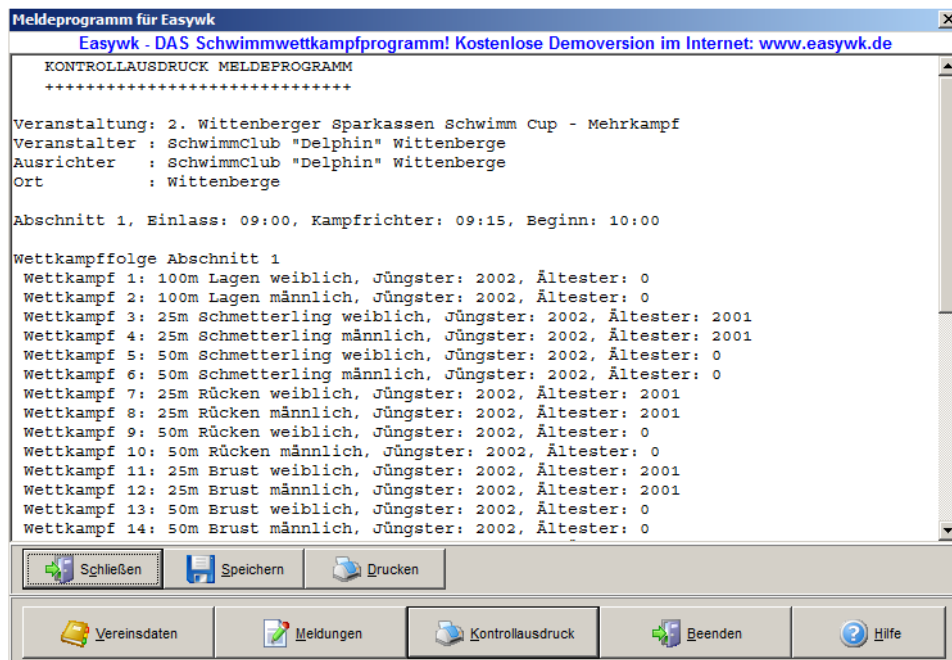 Meldeprogramm für Easywk
Easywk - DAS Schwimmwettkampfprogramm! Kostenlose Demoversion im Internet: www.easywk.de
KONTROLLAUSDRUCK MELDEPROGRAMM
++++++++++++++++++++++++++++++
Veranstaltung: 2. Wittenberger Sparkassen Schwimm Cup - Mehrkampf
Veranstalter : SchwimmClub "Delphin" Wittenberge
Ausrichter   : SchwimmClub "Delphin" Wittenberge
Ort          : Wittenberge
Abschnitt 1, Einlass: 09:00, Kampfrichter: 09:15, Beginn: 10:00
Wettkampffolge Abschnitt 1
Wettkampf 1: 100m Lagen weiblich, Jüngster: 2002, Ältester: 0
Wettkampf 2: 100m Lagen männlich, Jüngster: 2002, Ältester: 0
Wettkampf 3: 25m Schmetterling weiblich, Jüngster: 2002, Ältester: 2001
Wettkampf 4: 25m Schmetterling männlich, Jüngster: 2002, Ältester: 2001
Wettkampf 5: 50m Schmetterling weiblich, Jüngster: 2002, Ältester: 0
Wettkampf 6: 50m Schmetterling männlich, Jüngster: 2002, Ältester: 0
Wettkampf 7: 25m Rücken weiblich, Jüngster: 2002, Ältester: 2001
Wettkampf 8: 25m Rücken männlich, Jüngster: 2002, Ältester: 2001
Wettkampf 9: 50m Rücken weiblich, Jüngster: 2002, Ältester: 0
Wettkampf 10: 50m Rücken männlich, Jüngster: 2002, Ältester: 0
Wettkampf 11: 25m Brust weiblich, Jüngster: 2002, Ältester: 2001
Wettkampf 12: 25m Brust männlich, Jüngster: 2002, Ältester: 2001
Wettkampf 13: 50m Brust weiblich, Jüngster: 2002, Ältester: 0
Wettkampf 14: 50m Brust männlich, Jüngster: 2002, Ältester: 0
Schließen Speichern Drucken
Vereinsdaten Meldungen Kontrollausdruck Beenden Hilfe